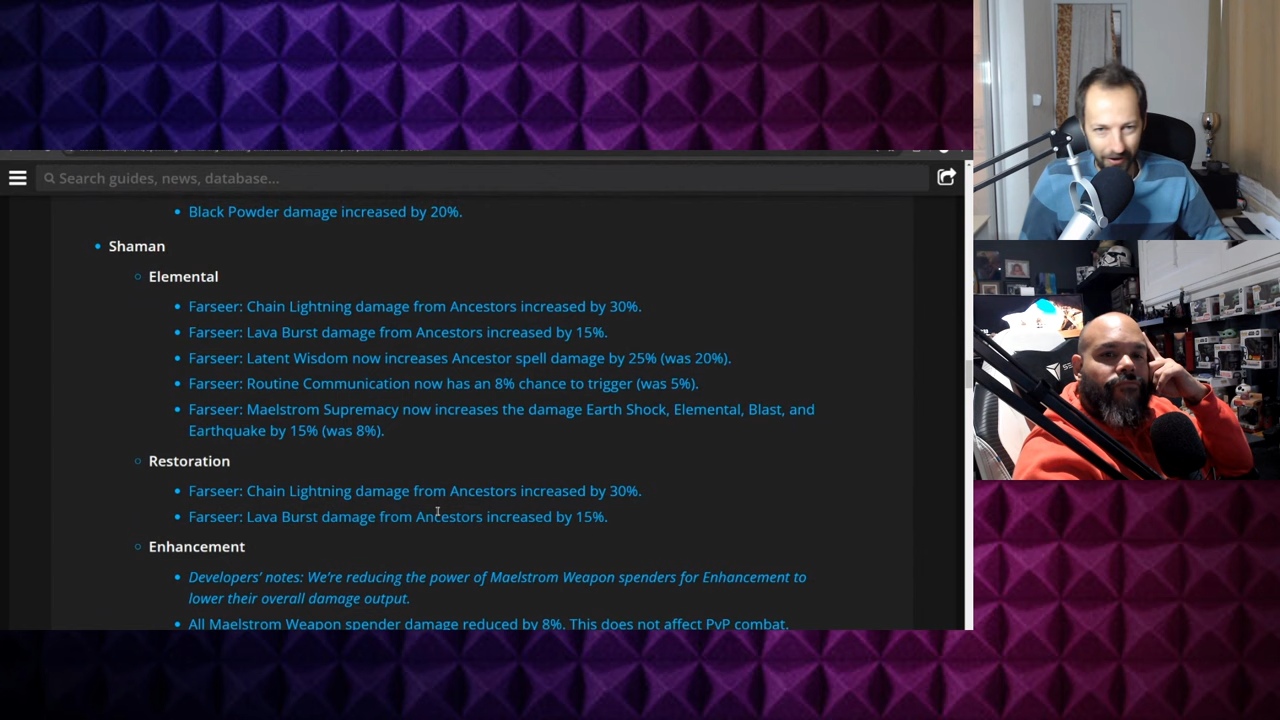 Search guides, news, database...
Black Powder damage increased by 20%.
Shaman
Elemental
Farseer: Chain Lightning damage from Ancestors increased by 30%.
Farseer: Lava Burst damage from Ancestors increased by 15%.
Farseer: Latent Wisdom now increases Ancestor spell damage by 25% (was 20%).
Farseer: Routine Communication now has an 8% chance to trigger (was 5%).
Farseer: Maelstrom Supremacy now increases the damage Earth Shock, Elemental, Blast, and
Earthquake by 15% (was 8%).
Restoration
Farseer: Chain Lightning damage from Ancestors increased by 30%.
Farseer: Lava Burst damage from Ancestors increased by 15%.
Enhancement
Developers' notes: We're reducing the power of Maelstrom Weapon spenders for Enhancement to
lower their overall damage output.
All Maelstrom Weapon spender damage reduced by 8%. This does not affect PvP combat.